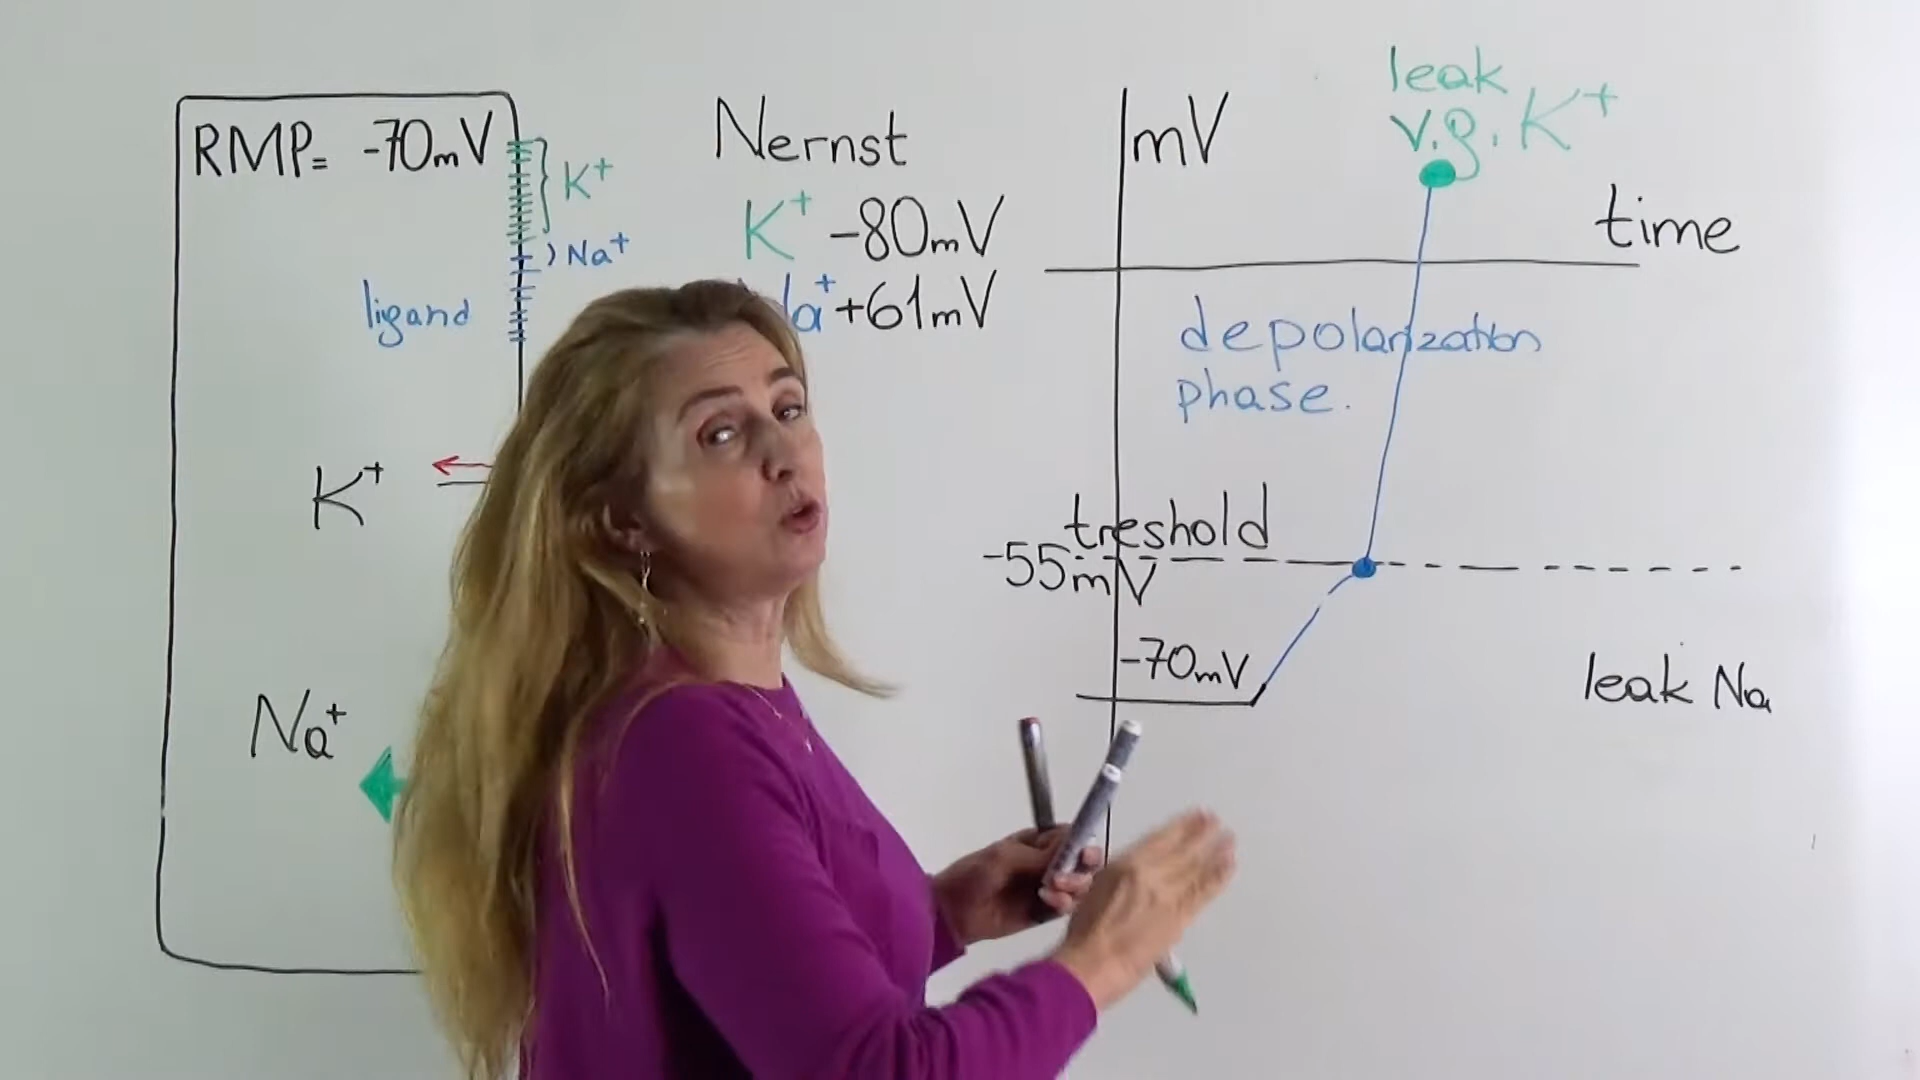 RMP= -70mV
K+
Na+
ligand
K+
Na+
Nernst
K+ -80mV
a+ +61mV
mV
leak
v.g. K+
time
depolarization
phase.
treshold
-55mV
-70mV
leak Na